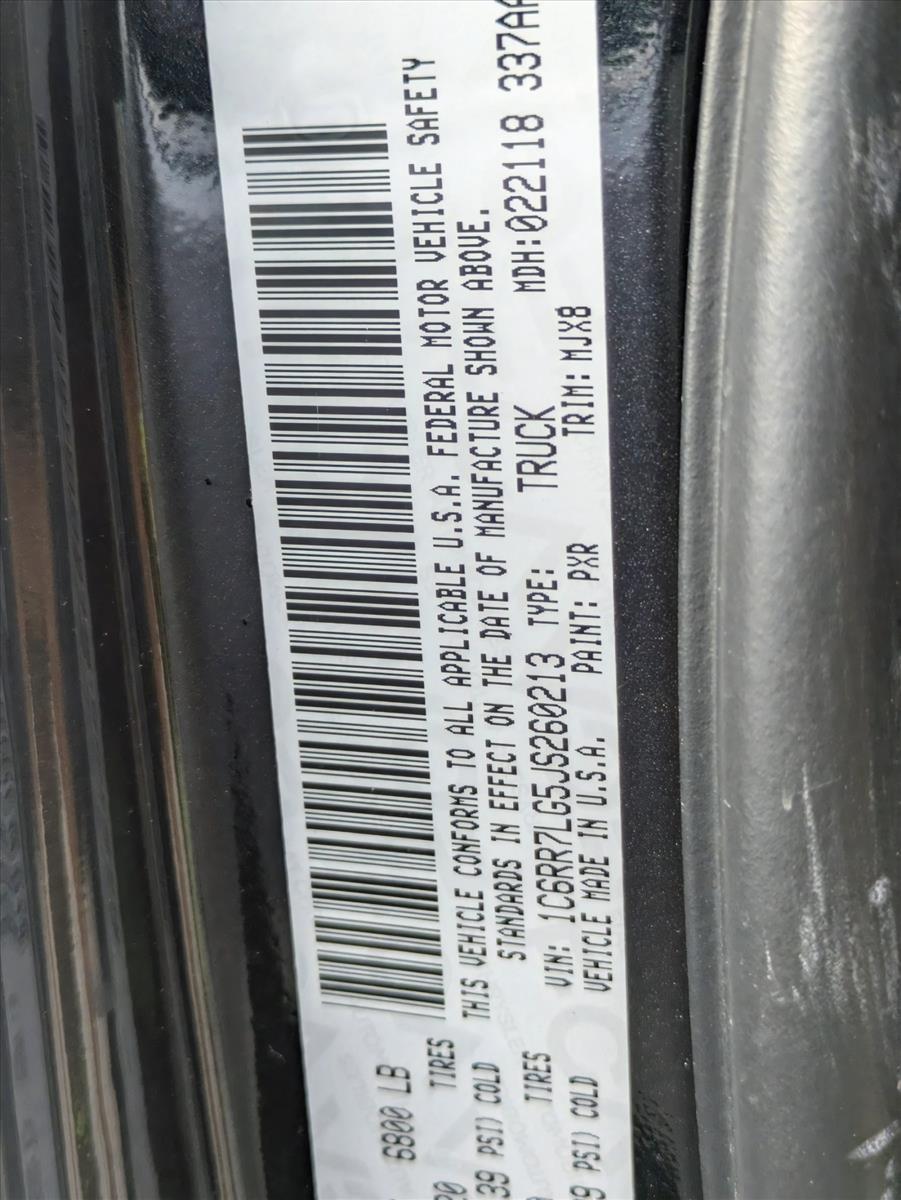 6800 LB
TIRES
39 PSI) COLD
TIRES
PSI) COLD
THIS VEHICLE CONFORMS TO ALL APPLICABLE U.S.A. FEDERAL MOTOR VEHICLE SAFETY
STANDARDS IN EFFECT ON THE DATE OF MANUFACTURE SHOWN ABOVE.
VIN: 1C6RR7LG5JS260213 TYPE: TRUCK MDH:022118 337AA
VEHICLE MADE IN U.S.A. PAINT: PXR TRIM: MJX8